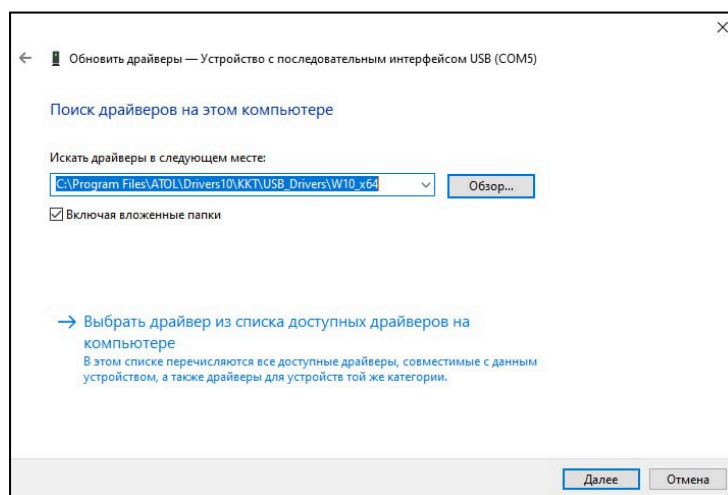 Обновить драйверы — Устройство с последовательным интерфейсом USB (COM5)
Поиск драйверов на этом компьютере
Искать драйверы в следующем месте:
C:\Program Files\ATOL\Drivers10\KKT\USB_Drivers\W10_x64
Обзор...
Включая вложенные папки
Выбрать драйвер из списка доступных драйверов на
компьютере
В этом списке перечисляются все доступные драйверы, совместимые с данным
устройством, а также драйверы для устройств той же категории.
Далее
Отмена